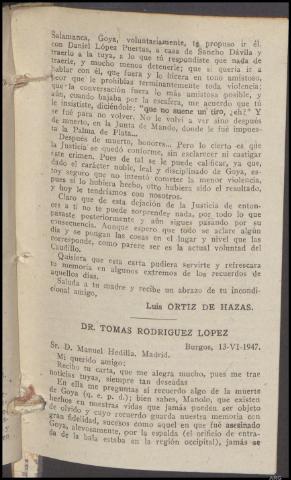 Salamanca, Goya, voluntariamente, te propuso ir él
con Daniel López Puertas, a casa de Sancho Dávila y
traerlo a la tuya, a lo que tú respondiste que nada de
traerle, y mucho menos detenerle; que si quería ir a
hablar con él, que fuera y lo hiciera en tono amistoso,
pero que le prohibías terminantemente toda violencia;
que la conversación fuera lo más amistosa posible, y
aún, cuando bajaba por la escalera, me acuerdo que tú
le insististe, diciéndole: "que no suene un tiro, ¿eh?" Y
se fué para no volver. No le volví a ver sino después
de muerto, en la Junta de Mando, donde le fué impues-
ta la Palma de Plata...
Después de muerto, honores... Pero lo cierto es que
la Justicia se quedó conforme, sin esclarecer ni castigar
este crimen. Pues de tal se le puede calificar, ya que,
dado el carácter noble, leal y disciplinado de Goya, es-
toy seguro que no intentó cometer la menor violencia,
pues si lo hubiera hecho, otro hubiera sido el resultado,
y hoy le tendríamos con nosotros.
Claro que de esta dejación de la Justicia de enton-
ces a ti no te puede sorprender nada, por todo lo que
pasaste posteriormente y aún sigues pasando por su
consecuencia. Aunque espero que todo se aclare algún
día y se pongan las cosas en el lugar y nivel que las
corresponde, como parece ser es la actual voluntad del
Caudillo.
Quisiera que esta carta pudiera servirte y refrescara
tu memoria en algunos extremos de los recuerdos de
aquellos días.
Saluda a tu madre y recibe un abrazo de tu incondi-
cional amigo,
Luis ORTIZ DE HAZAS.
DR. TOMAS RODRIGUEZ LOPEZ
Burgos, 13-VI-1947.
Sr. D. Manuel Hedilla. Madrid.
Mi querido amigo:
Recibo tu carta, que me alegra mucho, pues me trae
noticias tuyas, siempre tan deseadas
En ella me preguntas si recuerdo algo de la muerte
de Goya (q. e. p. d.); bien sabes, Manolo, que existen
hechos en nuestras vidas que jamás pueden ser objeto
de olvido y cuyo recuerdo guarda nuestra memoria con
gran fidelidad, sucesos como aquel en que fué asesinado
Goya, alevosamente, por la espalda (el orificio de entra-
da de la bala estaba en la región occipital), jamás se